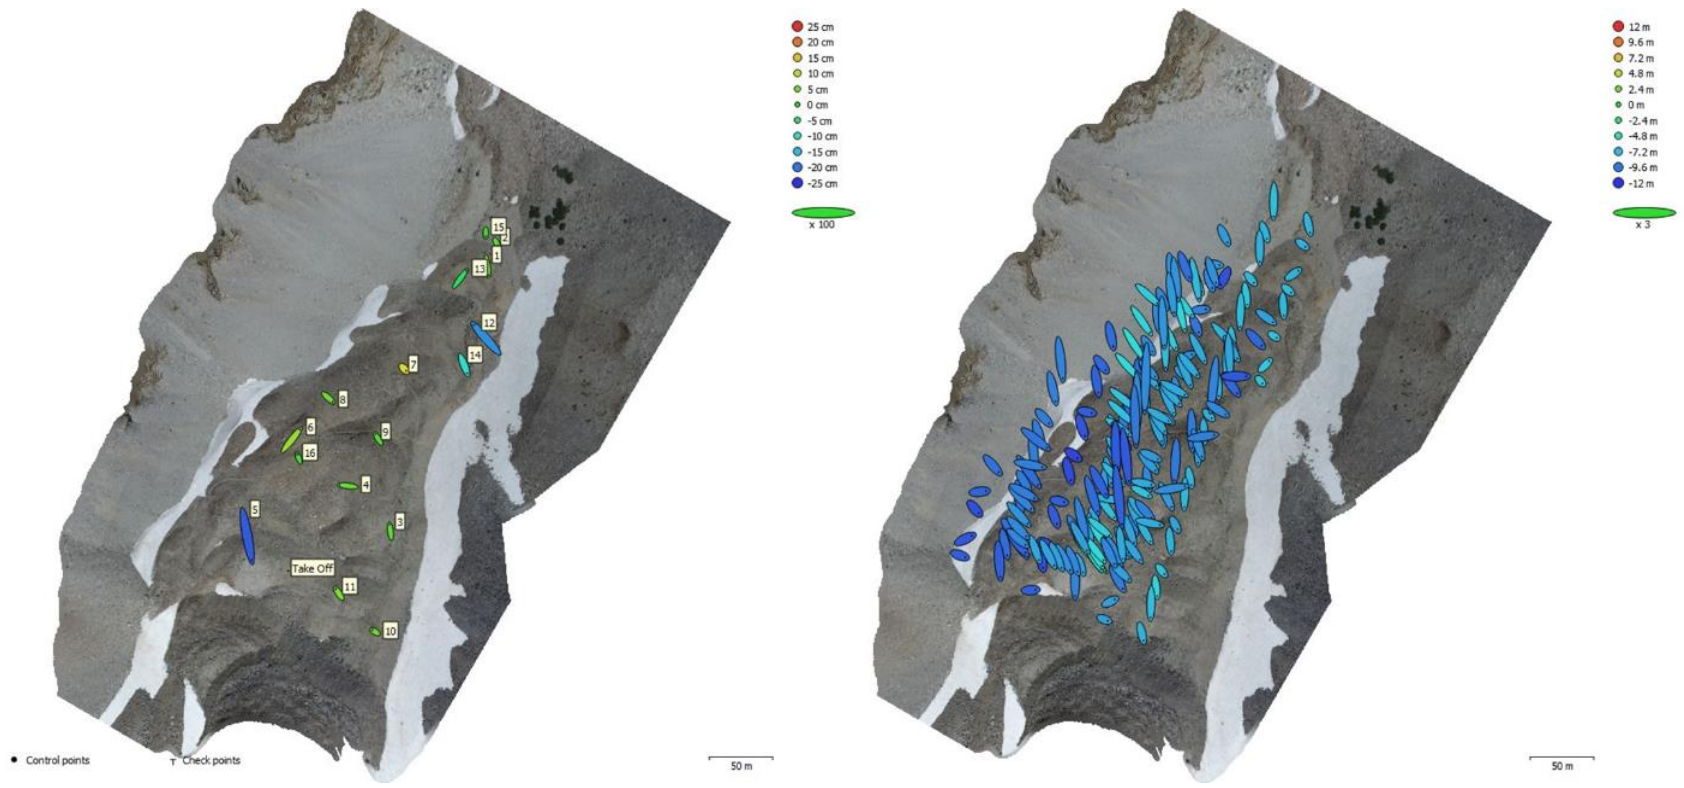 25 cm
20 cm
15 cm
10 cm
5 cm
0 cm
-5 cm
-10 cm
-15 cm
-20 cm
-25 cm
x 100
15
2
1
13
12
14
7
8
6
9
16
4
5
3
Take Off
11
10
Control points
Check points
50 m
12 m
9.6 m
7.2 m
4.8 m
2.4 m
0 m
-2.4 m
-4.8 m
-7.2 m
-9.6 m
-12 m
x 3
50 m